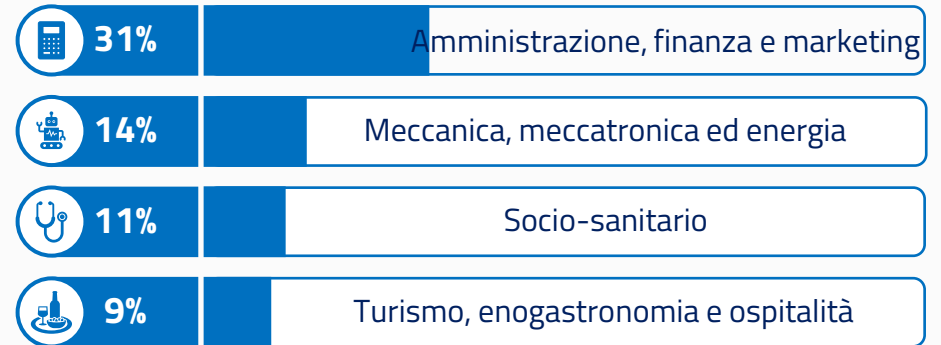 31% Amministrazione, finanza e marketing
14% Meccanica, meccatronica ed energia
11% Socio-sanitario
9% Turismo, enogastronomia e ospitalità